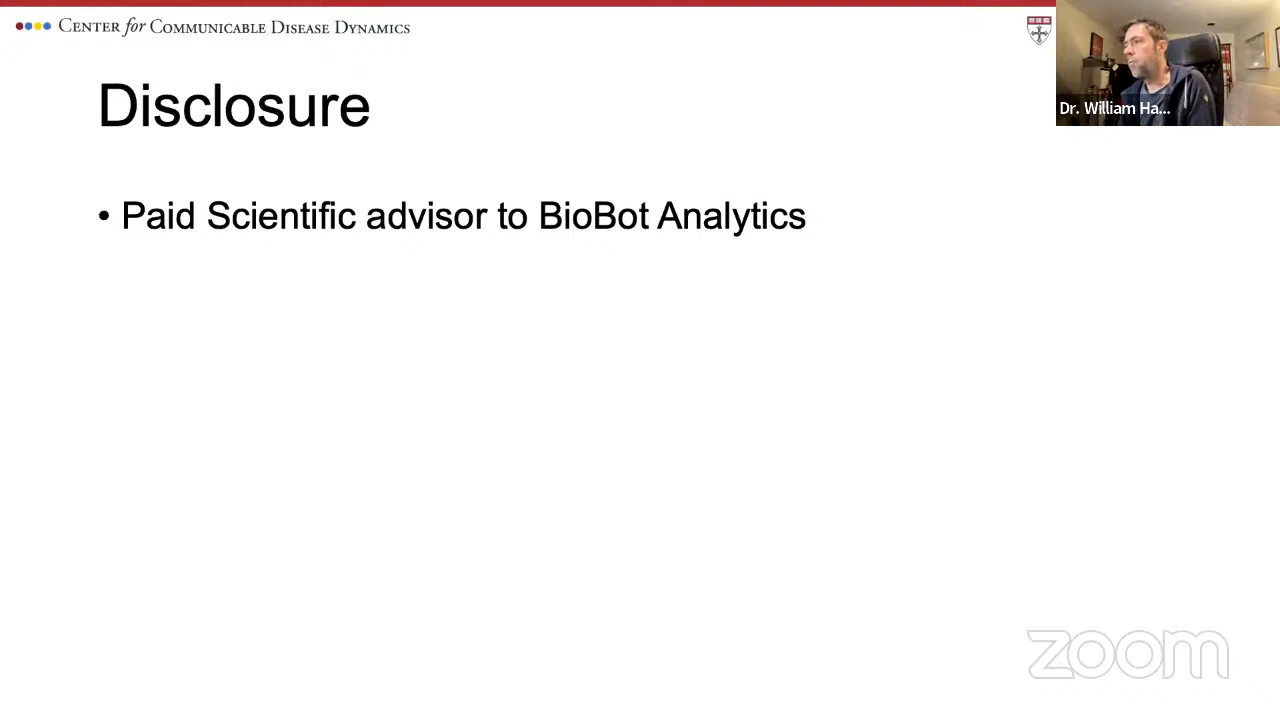 CENTER for COMMUNICABLE DISEASE DYNAMICS
Dr. William Ha...
Disclosure
• Paid Scientific advisor to BioBot Analytics
zoom